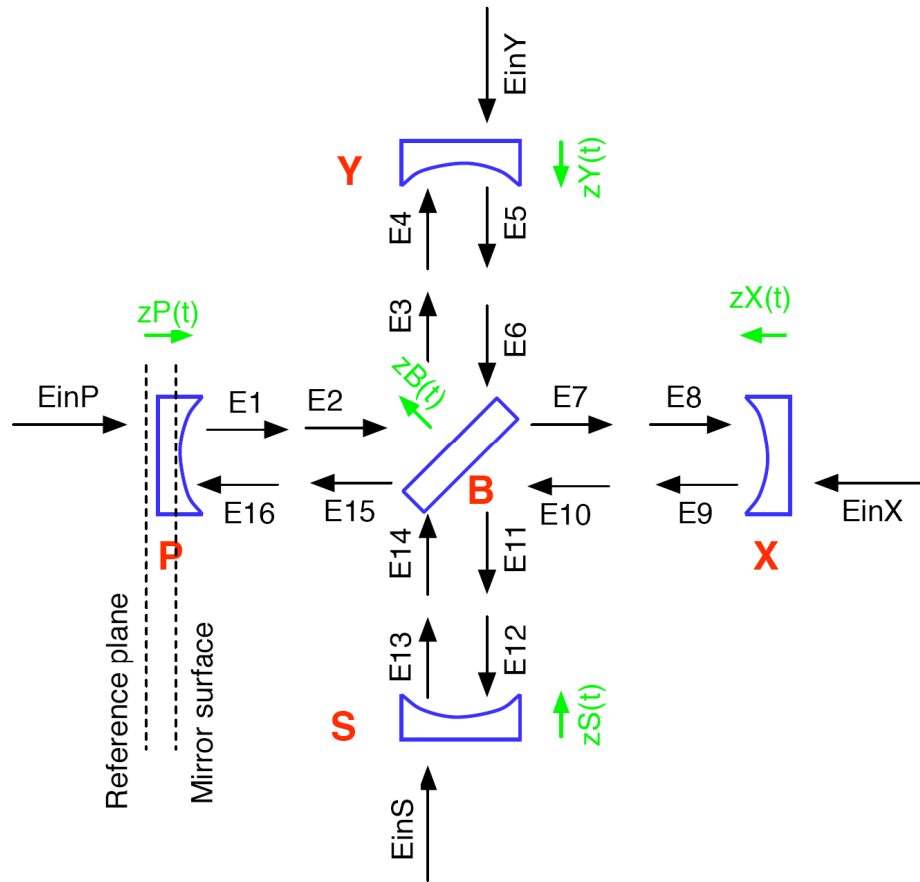 EinY
Y
zY(t)
E4
E5
zP(t)
zX(t)
E3
E6
zB(t)
EinP
E1
E2
E7
E8
B
E16
E15
E10
E9
EinX
P
E14
E11
X
Reference plane
Mirror surface
E13
E12
S
zS(t)
EinS